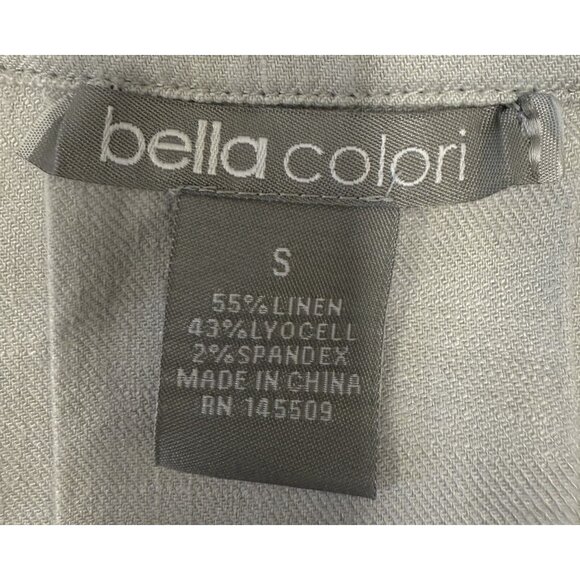 bella colori
S
55% LINEN
43% LYOCELL
2% SPANDEX
MADE IN CHINA
RN 145509